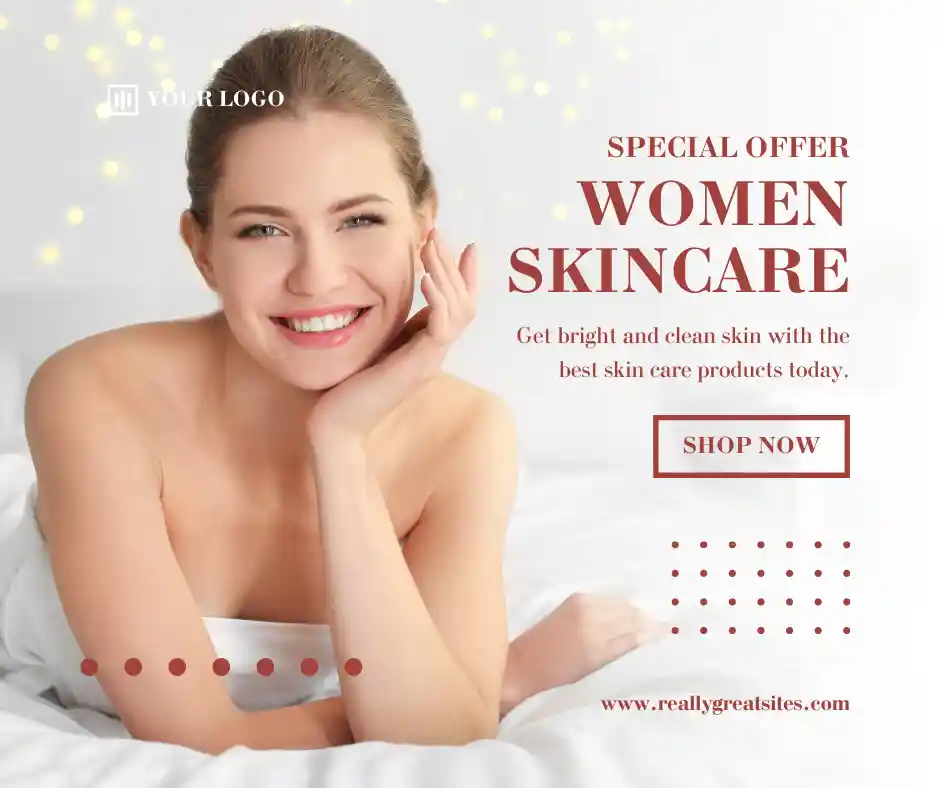 YOUR LOGO
SPECIAL OFFER
WOMEN
SKINCARE
Get bright and clean skin with the
best skin care products today.
SHOP NOW
www.reallygreatsites.com